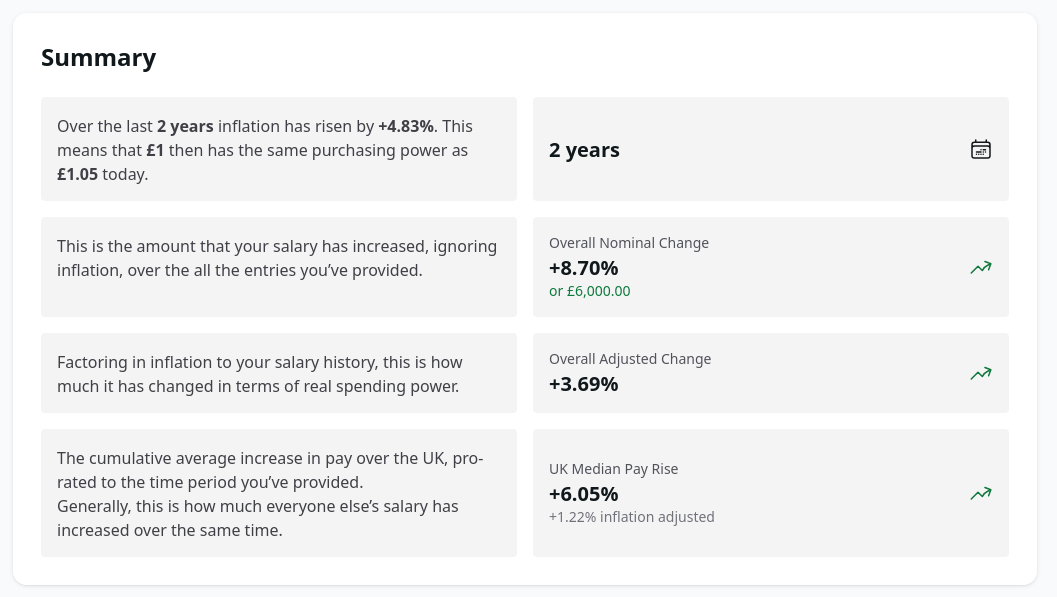 Summary
Over the last 2 years inflation has risen by +4.83%. This
means that £1 then has the same purchasing power as
£1.05 today.
2 years
This is the amount that your salary has increased, ignoring
inflation, over the all the entries you’ve provided.
Overall Nominal Change
+8.70%
or £6,000.00
Factoring in inflation to your salary history, this is how
much it has changed in terms of real spending power.
Overall Adjusted Change
+3.69%
The cumulative average increase in pay over the UK, pro-
rated to the time period you’ve provided.
Generally, this is how much everyone else’s salary has
increased over the same time.
UK Median Pay Rise
+6.05%
+1.22% inflation adjusted